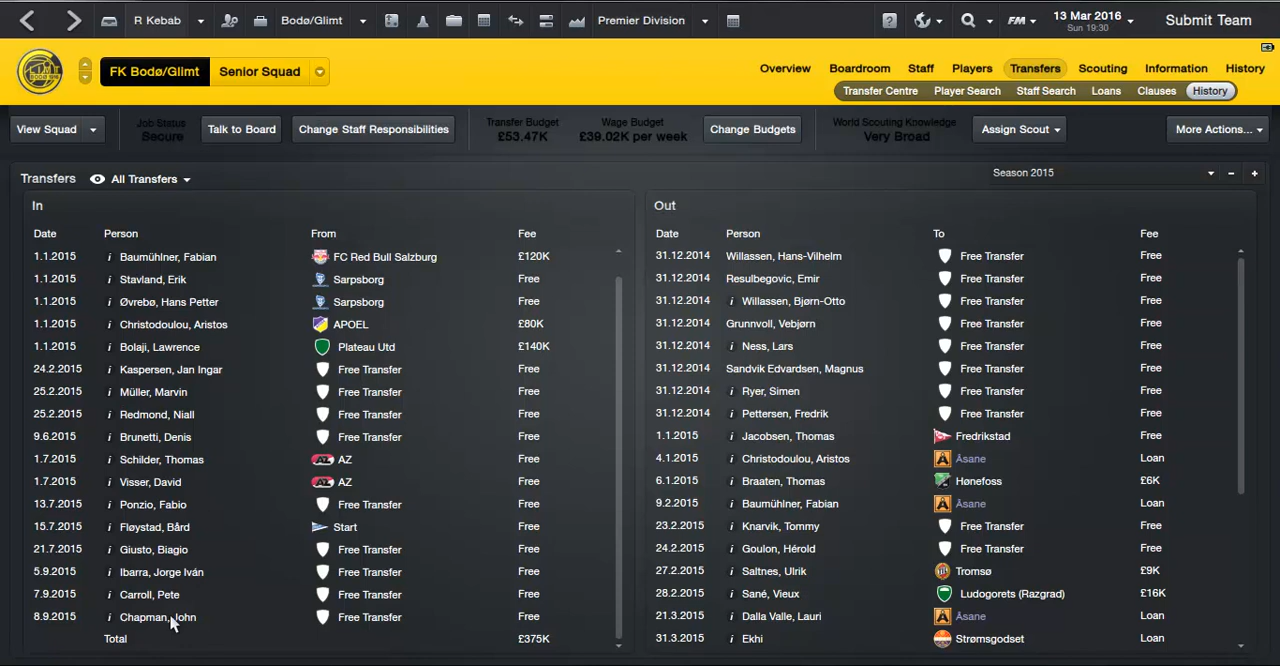 R Kebab Bodø/Glimt Premier Division ? FM 13 Mar 2016 Sun 19:30 Submit Team
FK Bodø/Glimt Senior Squad
Overview Boardroom Staff Players Transfers Scouting Information History
Transfer Centre Player Search Staff Search Loans Clauses History
View Squad Job Status Secure Talk to Board Change Staff Responsibilities Transfer Budget £53.47K Wage Budget £39.02K per week Change Budgets World Scouting Knowledge Very Broad Assign Scout More Actions...
Transfers All Transfers Season 2015
In
Date Person From Fee
1.1.2015 i Baumühlner, Fabian FC Red Bull Salzburg £120K
1.1.2015 i Stavland, Erik Sarpsborg Free
1.1.2015 i Øvrebø, Hans Petter Sarpsborg Free
1.1.2015 i Christodoulou, Aristos APOEL £80K
1.1.2015 i Bolaji, Lawrence Plateau Utd £140K
24.2.2015 i Kaspersen, Jan Ingar Free Transfer Free
25.2.2015 i Müller, Marvin Free Transfer Free
25.2.2015 i Redmond, Niall Free Transfer Free
9.6.2015 i Brunetti, Denis Free Transfer Free
1.7.2015 i Schilder, Thomas AZ Free
1.7.2015 i Visser, David AZ Free
13.7.2015 i Ponzio, Fabio Free Transfer Free
15.7.2015 i Fløystad, Bård Start Free
21.7.2015 i Giusto, Biagio Free Transfer Free
5.9.2015 i Ibarra, Jorge Iván Free Transfer Free
7.9.2015 i Carroll, Pete Free Transfer Free
8.9.2015 i Chapman, John Free Transfer Free
Total £375K
Out
Date Person To Fee
31.12.2014 Willassen, Hans-Vilhelm Free Transfer Free
31.12.2014 Resulbegovic, Emir Free Transfer Free
31.12.2014 i Willassen, Bjørn-Otto Free Transfer Free
31.12.2014 Grunnvoll, Vebjørn Free Transfer Free
31.12.2014 i Ness, Lars Free Transfer Free
31.12.2014 Sandvik Edvardsen, Magnus Free Transfer Free
31.12.2014 i Ryer, Simen Free Transfer Free
31.12.2014 i Pettersen, Fredrik Free Transfer Free
1.1.2015 i Jacobsen, Thomas Fredrikstad Free
4.1.2015 i Christodoulou, Aristos Åsane Loan
6.1.2015 i Braaten, Thomas Hønefoss £6K
9.2.2015 i Baumühlner, Fabian Åsane Loan
23.2.2015 i Knarvik, Tommy Free Transfer Free
24.2.2015 i Goulon, Hérold Free Transfer Free
27.2.2015 i Saltnes, Ulrik Tromsø £9K
28.2.2015 i Sané, Vieux Ludogorets (Razgrad) £16K
21.3.2015 i Dalla Valle, Lauri Åsane Loan
31.3.2015 i Ekhi Strømsgodset Loan